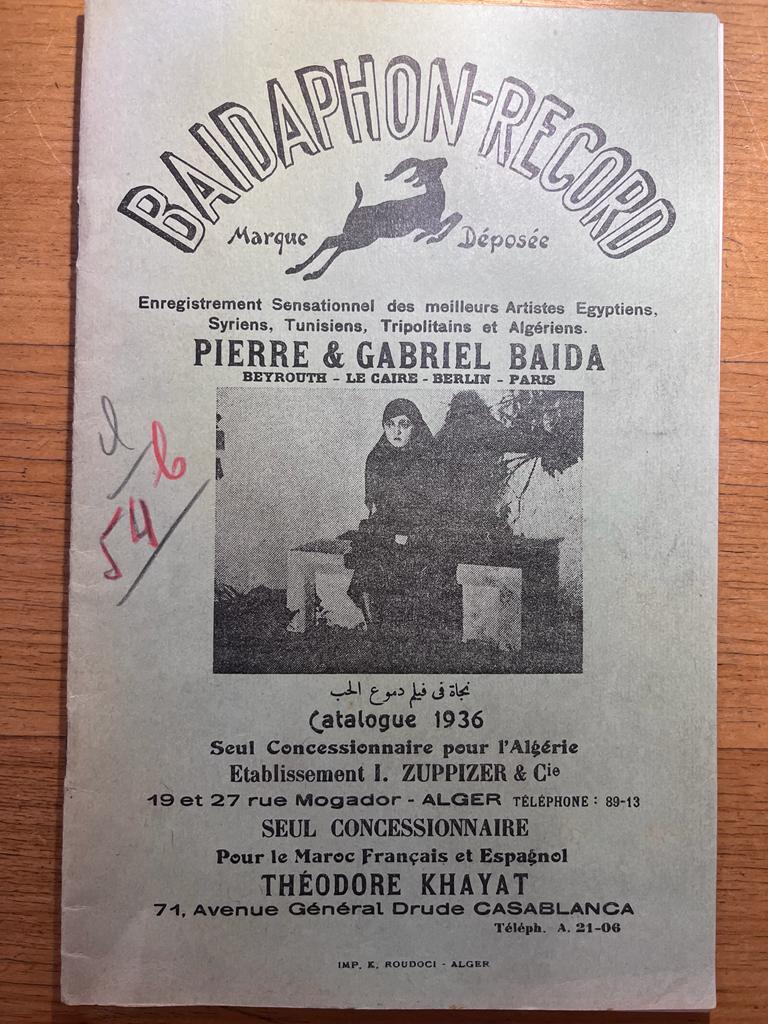 BAIDAPHON-RECORD
Marque Déposée
Enregistrement Sensationnel des meilleurs Artistes Egyptiens,
Syriens, Tunisiens, Tripolitains et Algériens.
PIERRE & GABRIEL BAIDA
BEYROUTH - LE CAIRE - BERLIN - PARIS
54
نجاة في فيلم دموع الحب
Catalogue 1936
Seul Concessionnaire pour l'Algérie
Etablissement I. ZUPPIZER & Cie
19 et 27 rue Mogador - ALGER TÉLÉPHONE : 89-13
SEUL CONCESSIONNAIRE
Pour le Maroc Français et Espagnol
THÉODORE KHAYAT
71, Avenue Général Drude CASABLANCA
Téléph. A. 21-06
IMP. K. ROUDOCI - ALGER